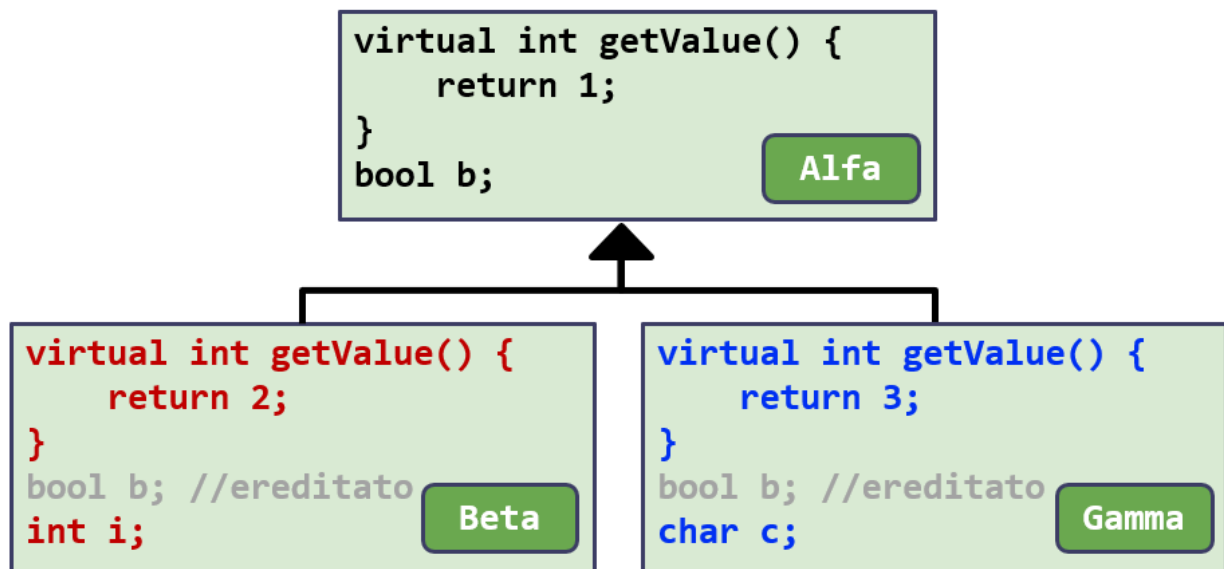 virtual int getValue() {
    return 1;
}
bool b;
Alfa
virtual int getValue() {
    return 2;
}
bool b; //ereditato
int i;
Beta
virtual int getValue() {
    return 3;
}
bool b; //ereditato
char c;
Gamma